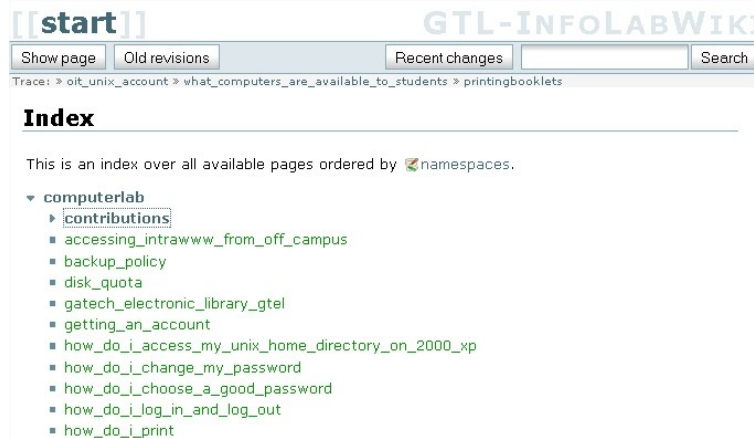 [[start]] GTL-INFOLABWIKI
Show page Old revisions Recent changes Search
Trace: » oit_unix_account » what_computers_are_available_to_students » printingbooklets
Index
This is an index over all available pages ordered by namespaces.
computerlab
contributions
accessing_intrawww_from_off_campus
backup_policy
disk_quota
gatech_electronic_library_gtel
getting_an_account
how_do_i_access_my_unix_home_directory_on_2000_xp
how_do_i_change_my_password
how_do_i_choose_a_good_password
how_do_i_log_in_and_log_out
how_do_i_print